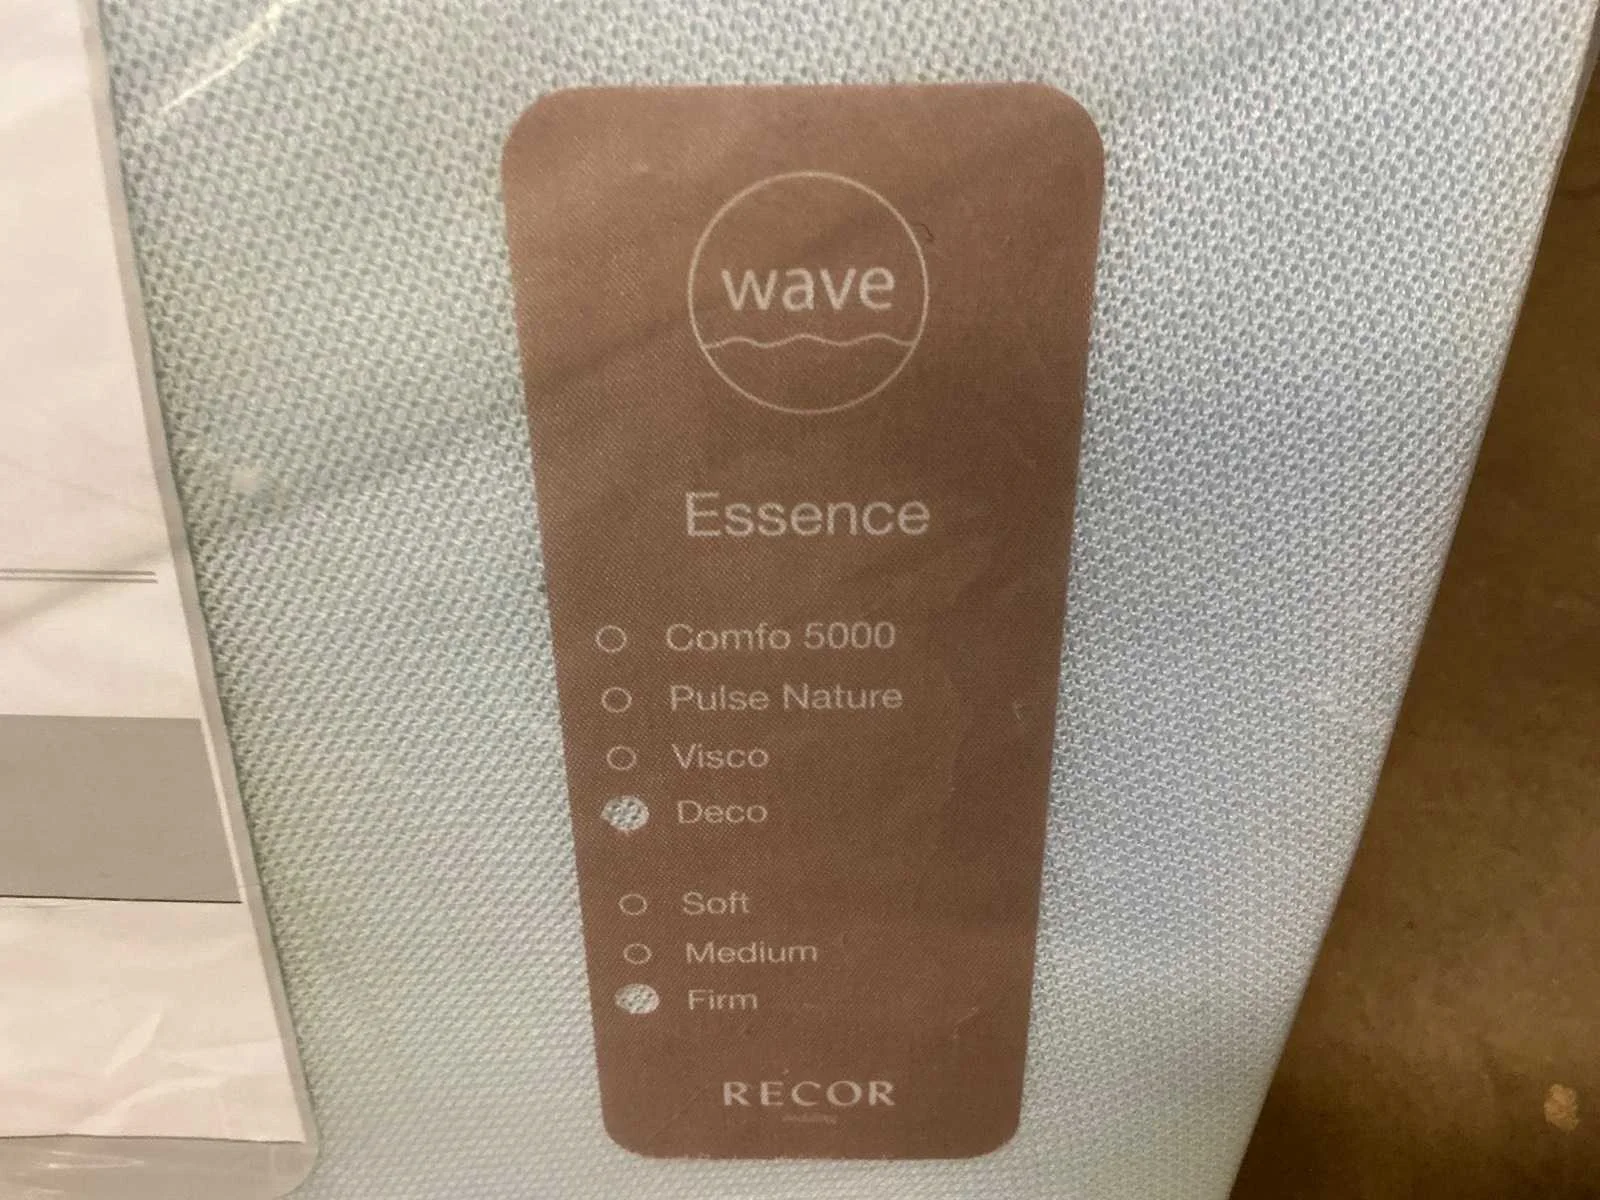 wave
Essence
Comfo 5000
Pulse Nature
Visco
Deco
Soft
Medium
Firm
RECOR